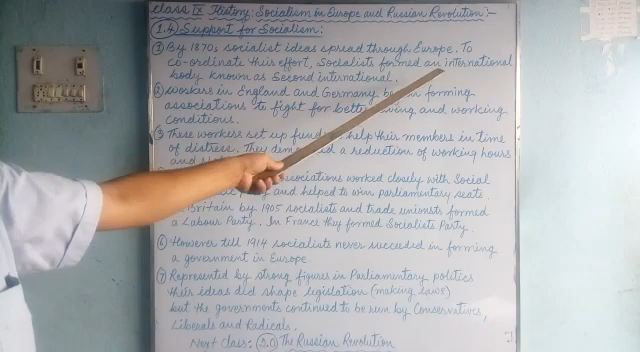 Class IX History: Socialism in Europe and Russian Revolution:-
(1.4) Support for Socialism:
① By 1870s socialist ideas spread through Europe. To
co-ordinate their effort, Socialists formed an international
body known as Second international.
② Workers in England and Germany forming
associations to fight for and working
conditions.
③ These workers set up help their members in time
of distress. They a reduction of working hours
and
associations worked closely with Social
and helped to win parliamentary seats.
Britain by 1905 socialists and trade unionists formed
a Labour Party. In France they formed Socialists Party.
⑥ However till 1914 socialists never succeeded in forming
a government in Europe.
⑦ Represented by strong figures in Parliamentary politics
their ideas did shape legislation (making laws)
but the governments continued to be run by Conservatives,
Liberals and Radicals.
Next Class: (2.0) The Russian Revolution